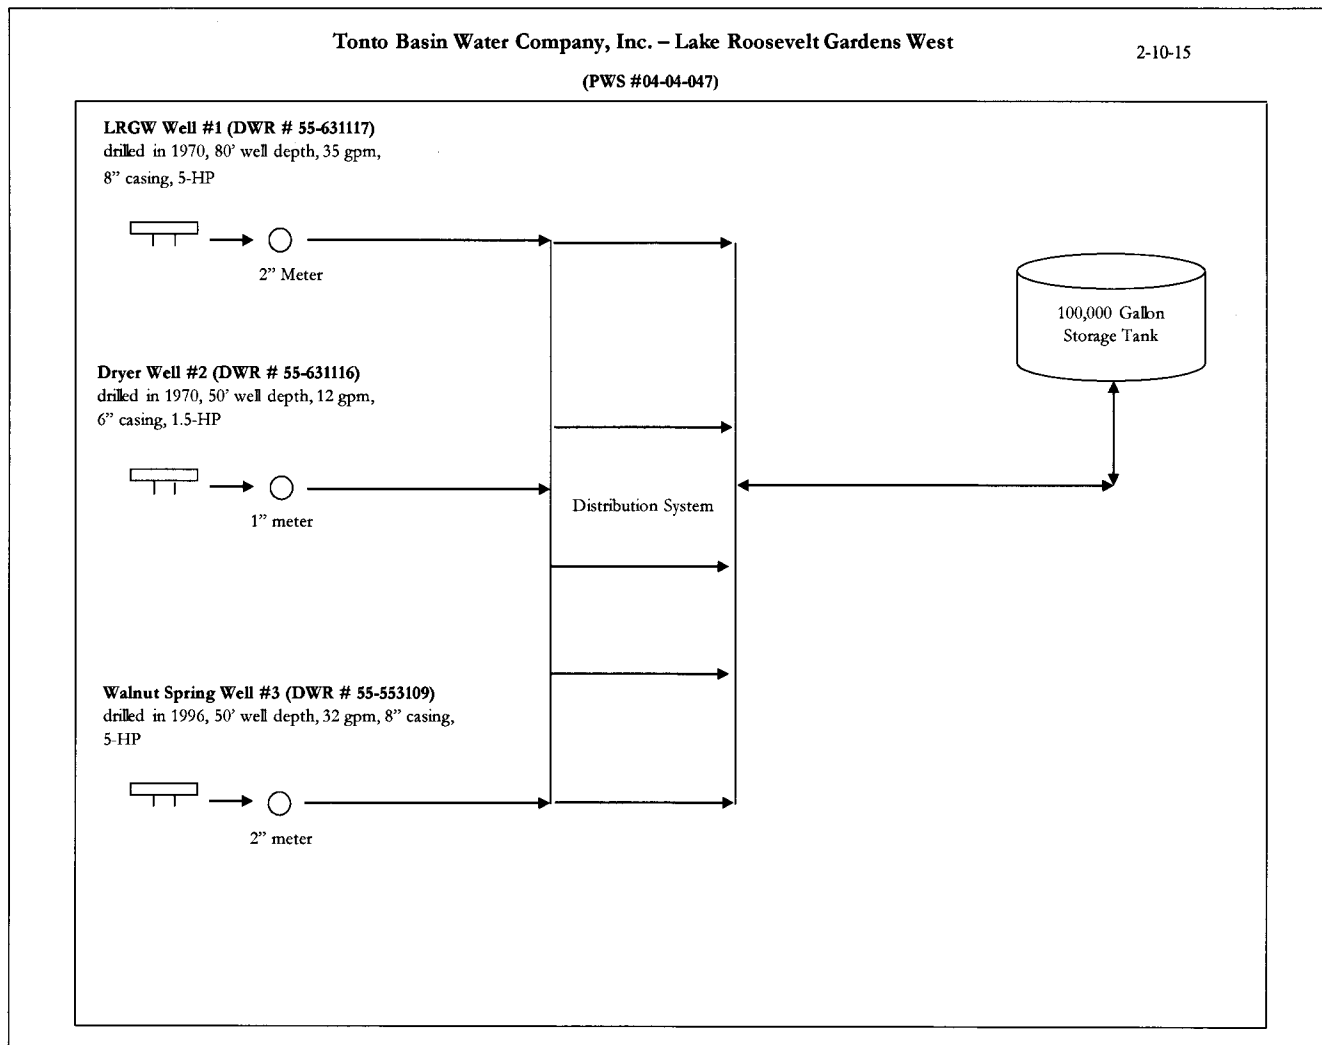 Tonto Basin Water Company, Inc. – Lake Roosevelt Gardens West
2-10-15
(PWS #04-04-047)
LRGW Well #1 (DWR # 55-631117)
drilled in 1970, 80' well depth, 35 gpm,
8” casing, 5-HP
2” Meter
100,000 Gallon
Storage Tank
Dryer Well #2 (DWR # 55-631116)
drilled in 1970, 50' well depth, 12 gpm,
6” casing, 1.5-HP
1” meter
Distribution System
Walnut Spring Well #3 (DWR # 55-553109)
drilled in 1996, 50' well depth, 32 gpm, 8” casing,
5-HP
2” meter